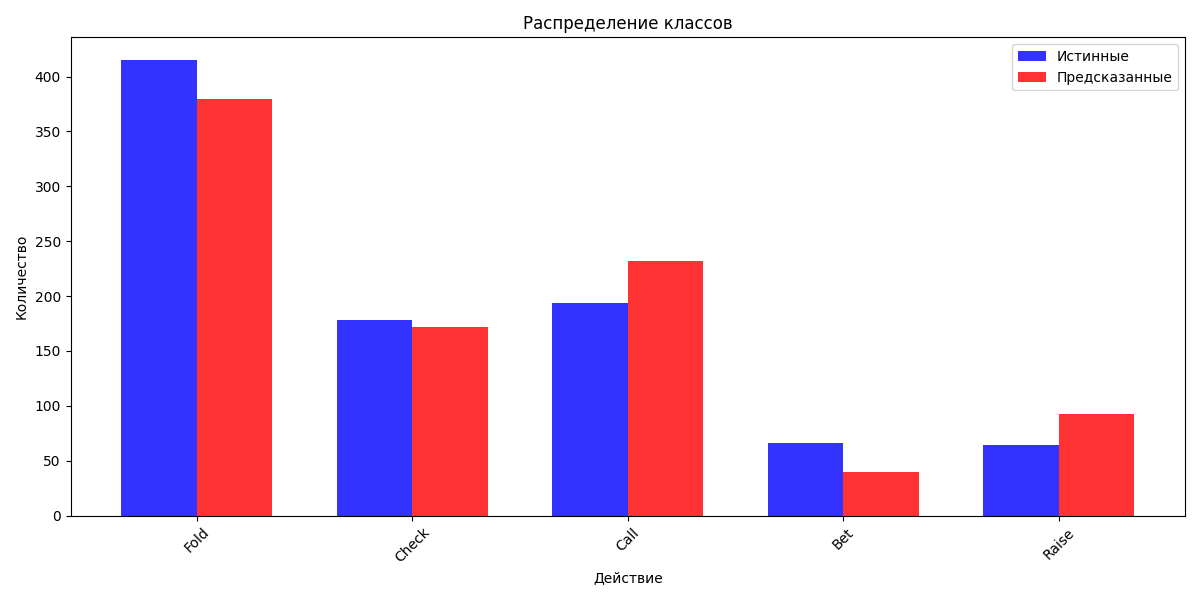 Распределение классов
Истинные
Предсказанные
Количество
400
350
300
250
200
150
100
50
0
Fold
Check
Call
Bet
Raise
Действие